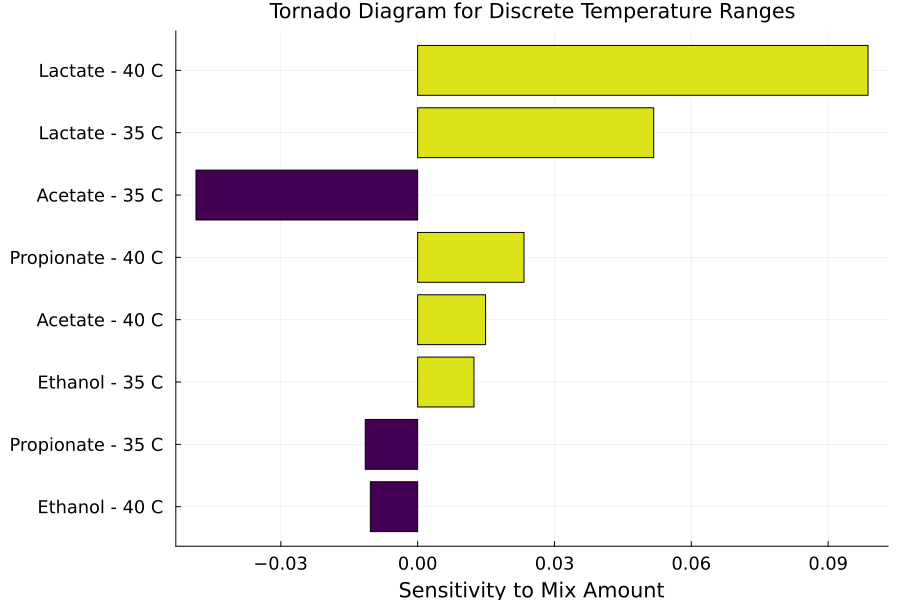 Tornado Diagram for Discrete Temperature Ranges
Lactate - 40 C
Lactate - 35 C
Acetate - 35 C
Propionate - 40 C
Acetate - 40 C
Ethanol - 35 C
Propionate - 35 C
Ethanol - 40 C
−0.03 0.00 0.03 0.06 0.09
Sensitivity to Mix Amount